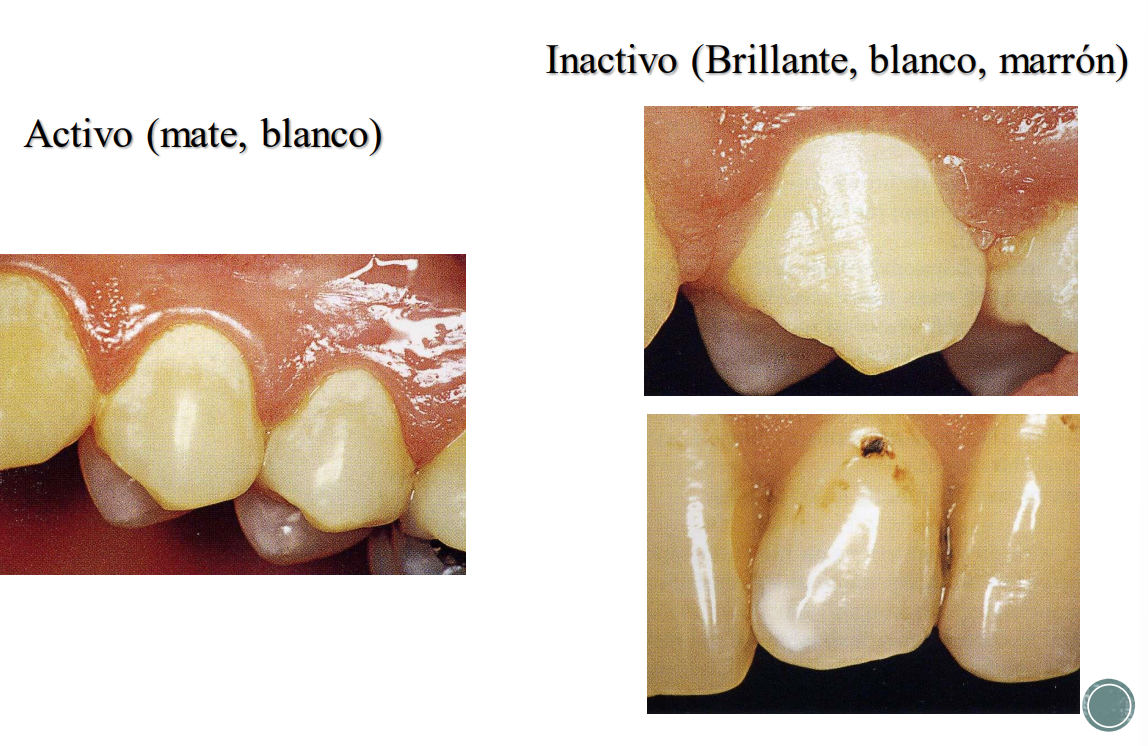 Inactivo (Brillante, blanco, marrón)
Activo (mate, blanco)